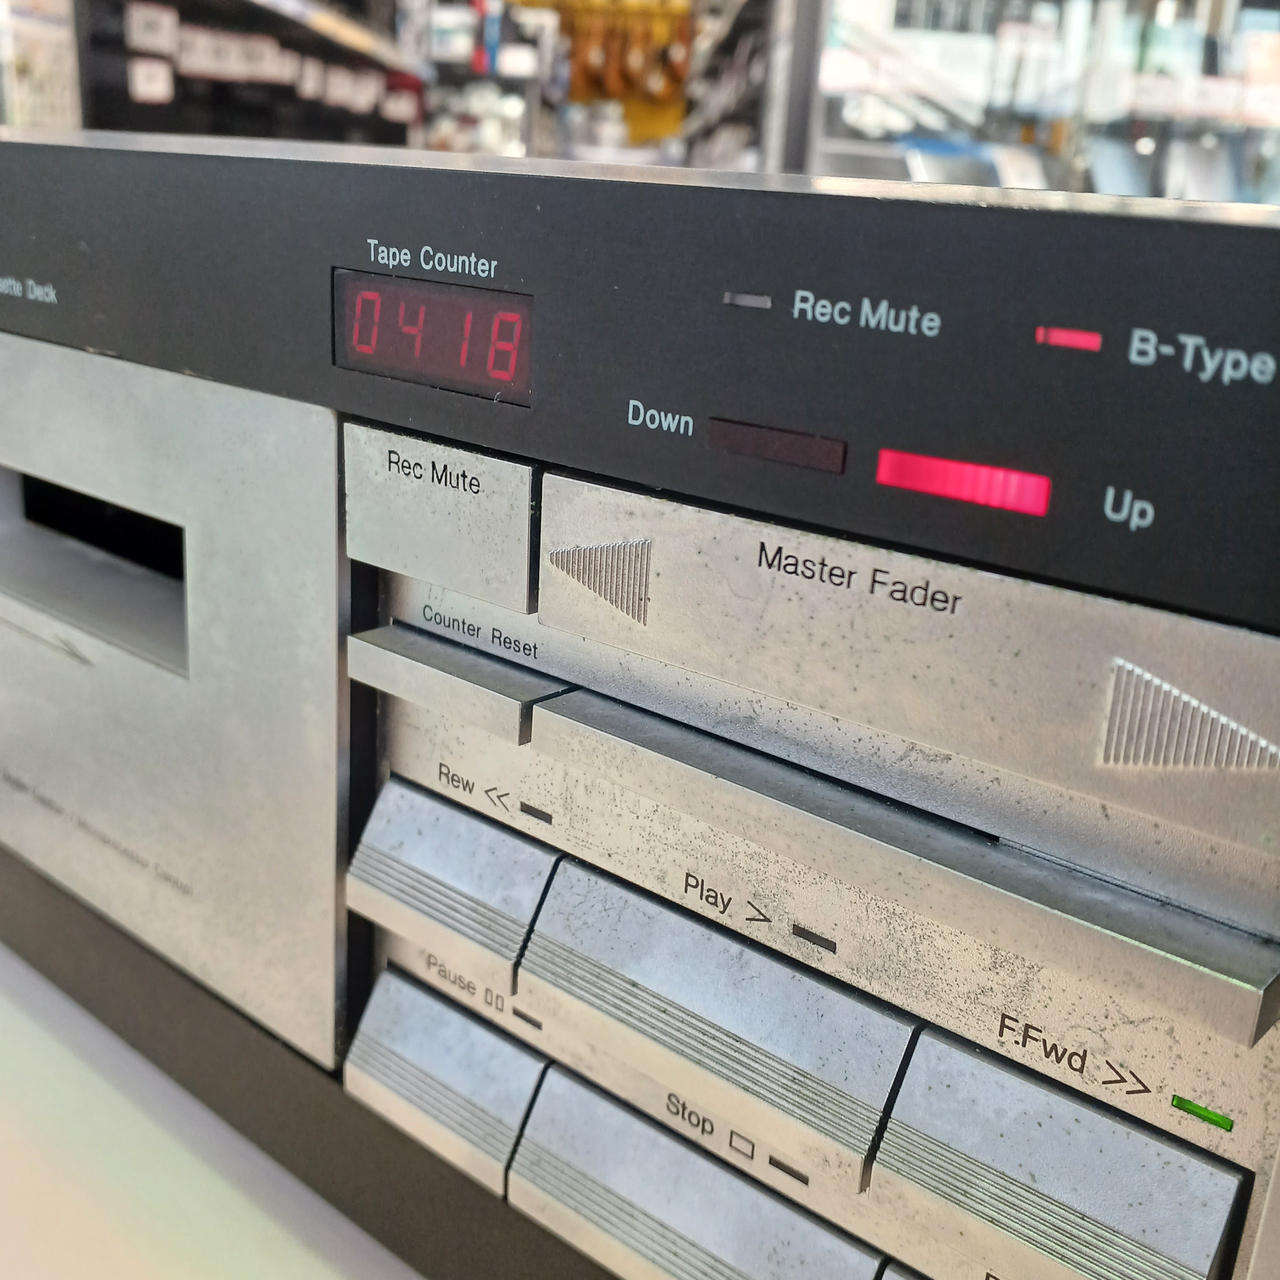 Tape Counter
0418
Deck
Rec Mute
B-Type
Down
Up
Rec Mute
Master Fader
Counter Reset
Rew <<
Play >
Pause
F.Fwd >>
Stop